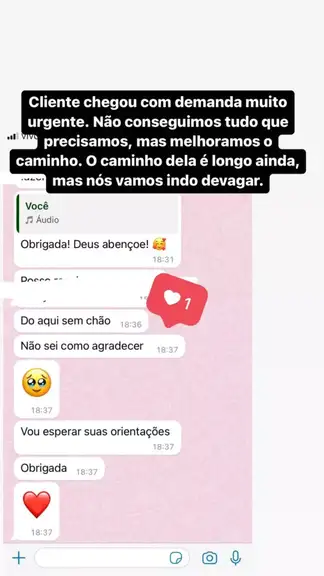 Cliente chegou com demanda muito
urgente. Não conseguimos tudo que
precisamos, mas melhoramos o
caminho. O caminho dela é longo ainda,
mas nós vamos indo devagar.
Você
Áudio
Obrigada! Deus abençoe! 🥰
18:31
1
Do aqui sem chão
18:36
Não sei como agradecer
18:37
🥹
18:37
Vou esperar suas orientações
18:37
Obrigada
18:37
❤️
18:37